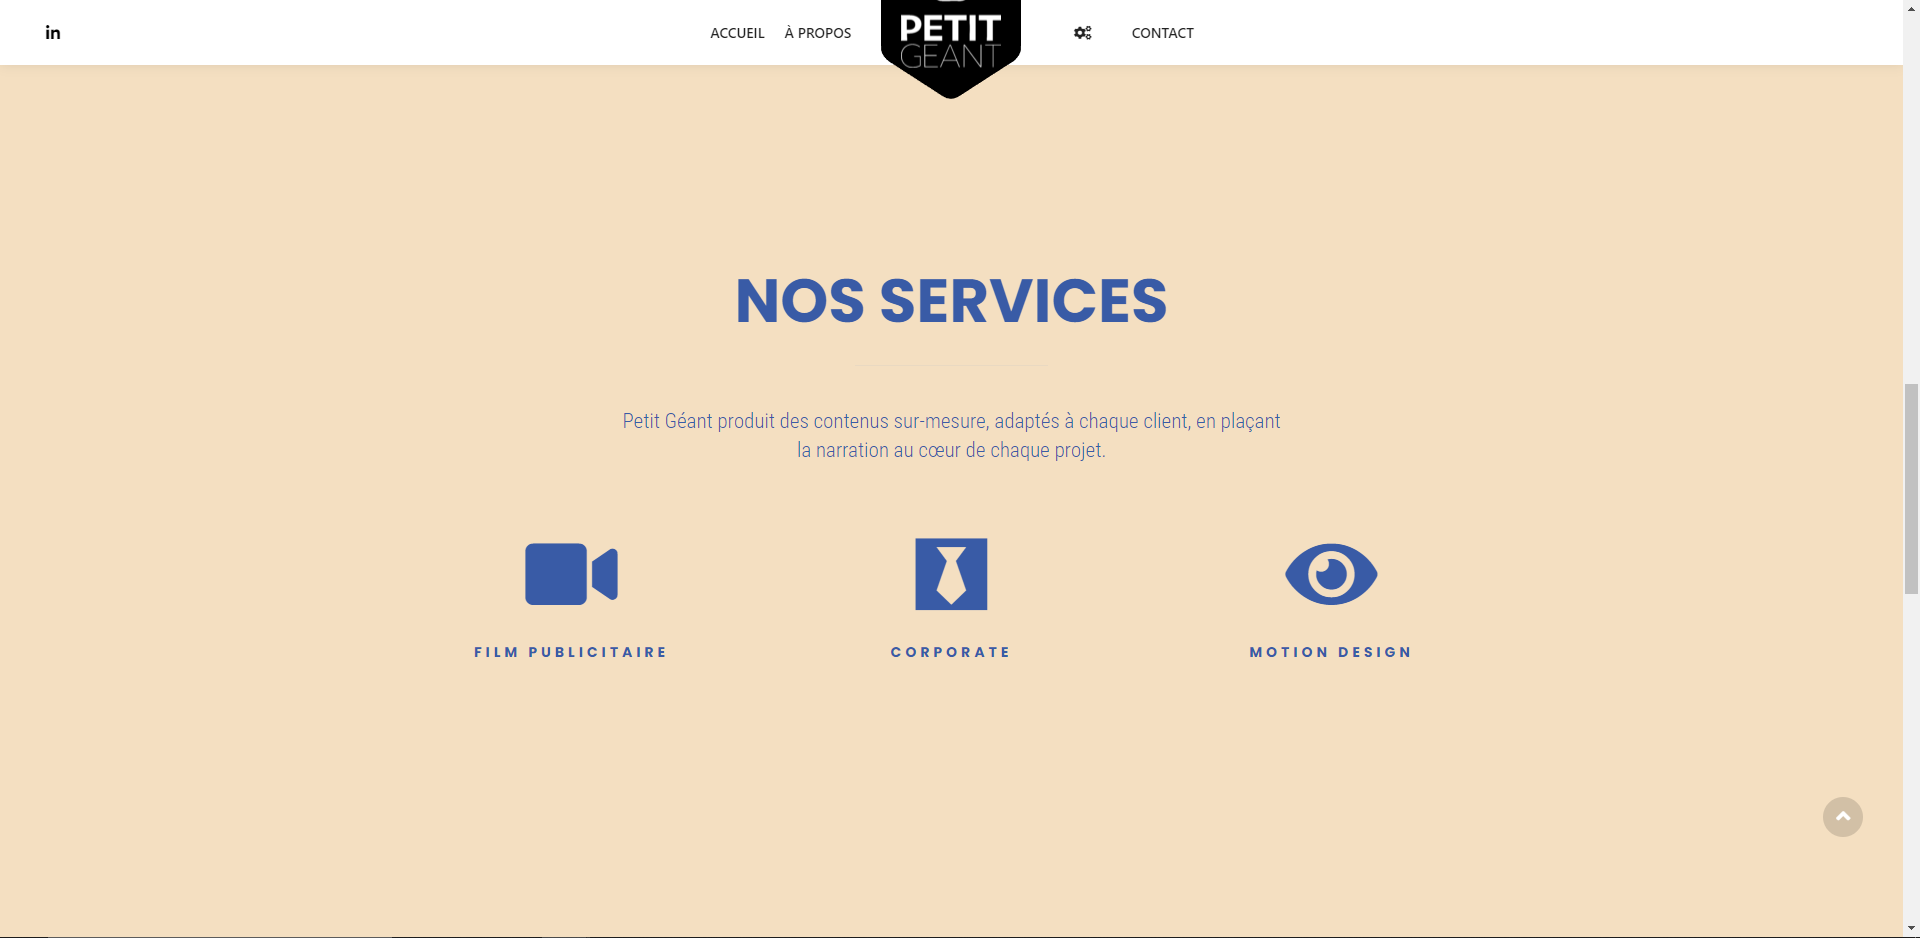 in
ACCUEIL
À PROPOS
PETIT
GEANT
CONTACT
NOS SERVICES
Petit Géant produit des contenus sur-mesure, adaptés à chaque client, en plaçant
la narration au cœur de chaque projet.
FILM PUBLICITAIRE
CORPORATE
MOTION DESIGN